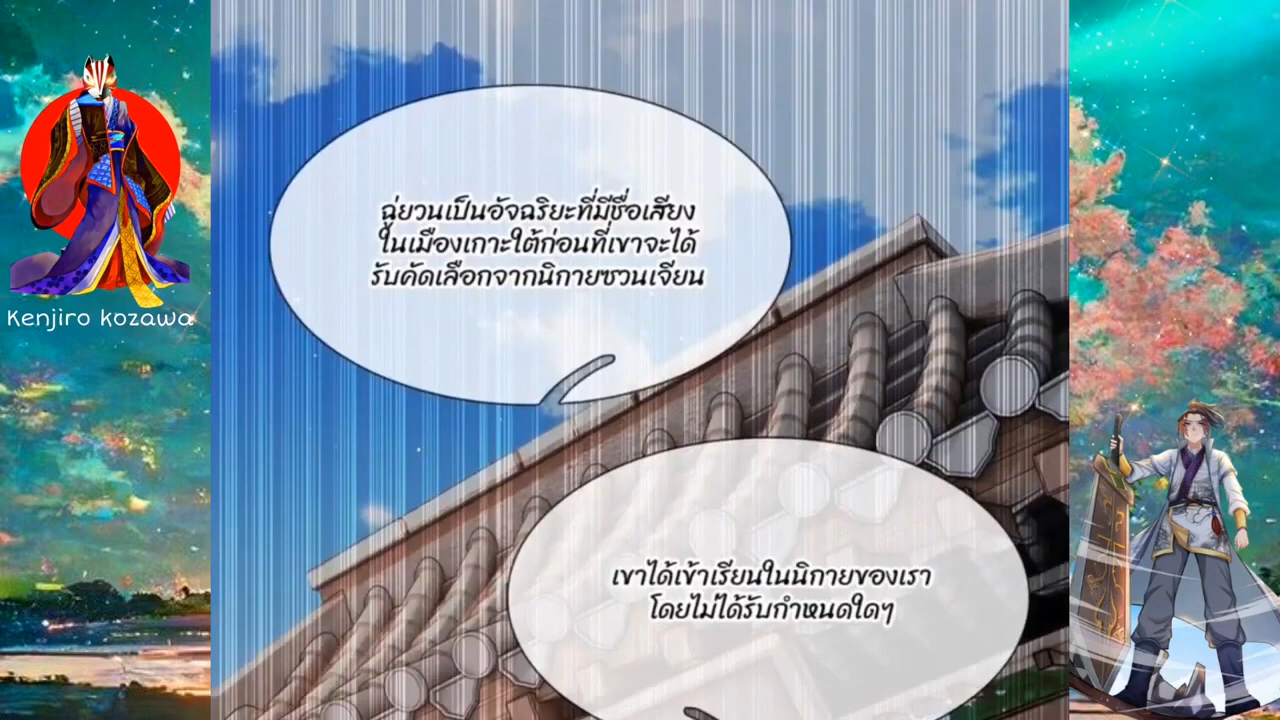 ฉู่ยวนเป็นอัจฉริยะที่มีชื่อเสียง
ในเมืองเกาะใต้ก่อนที่เขาจะได้
รับคัดเลือกจากนิกายซวนเจียน
เขาได้เข้าเรียนในนิกายของเรา
โดยไม่ได้รับกำหนดใดๆ
Kenjiro kozawa